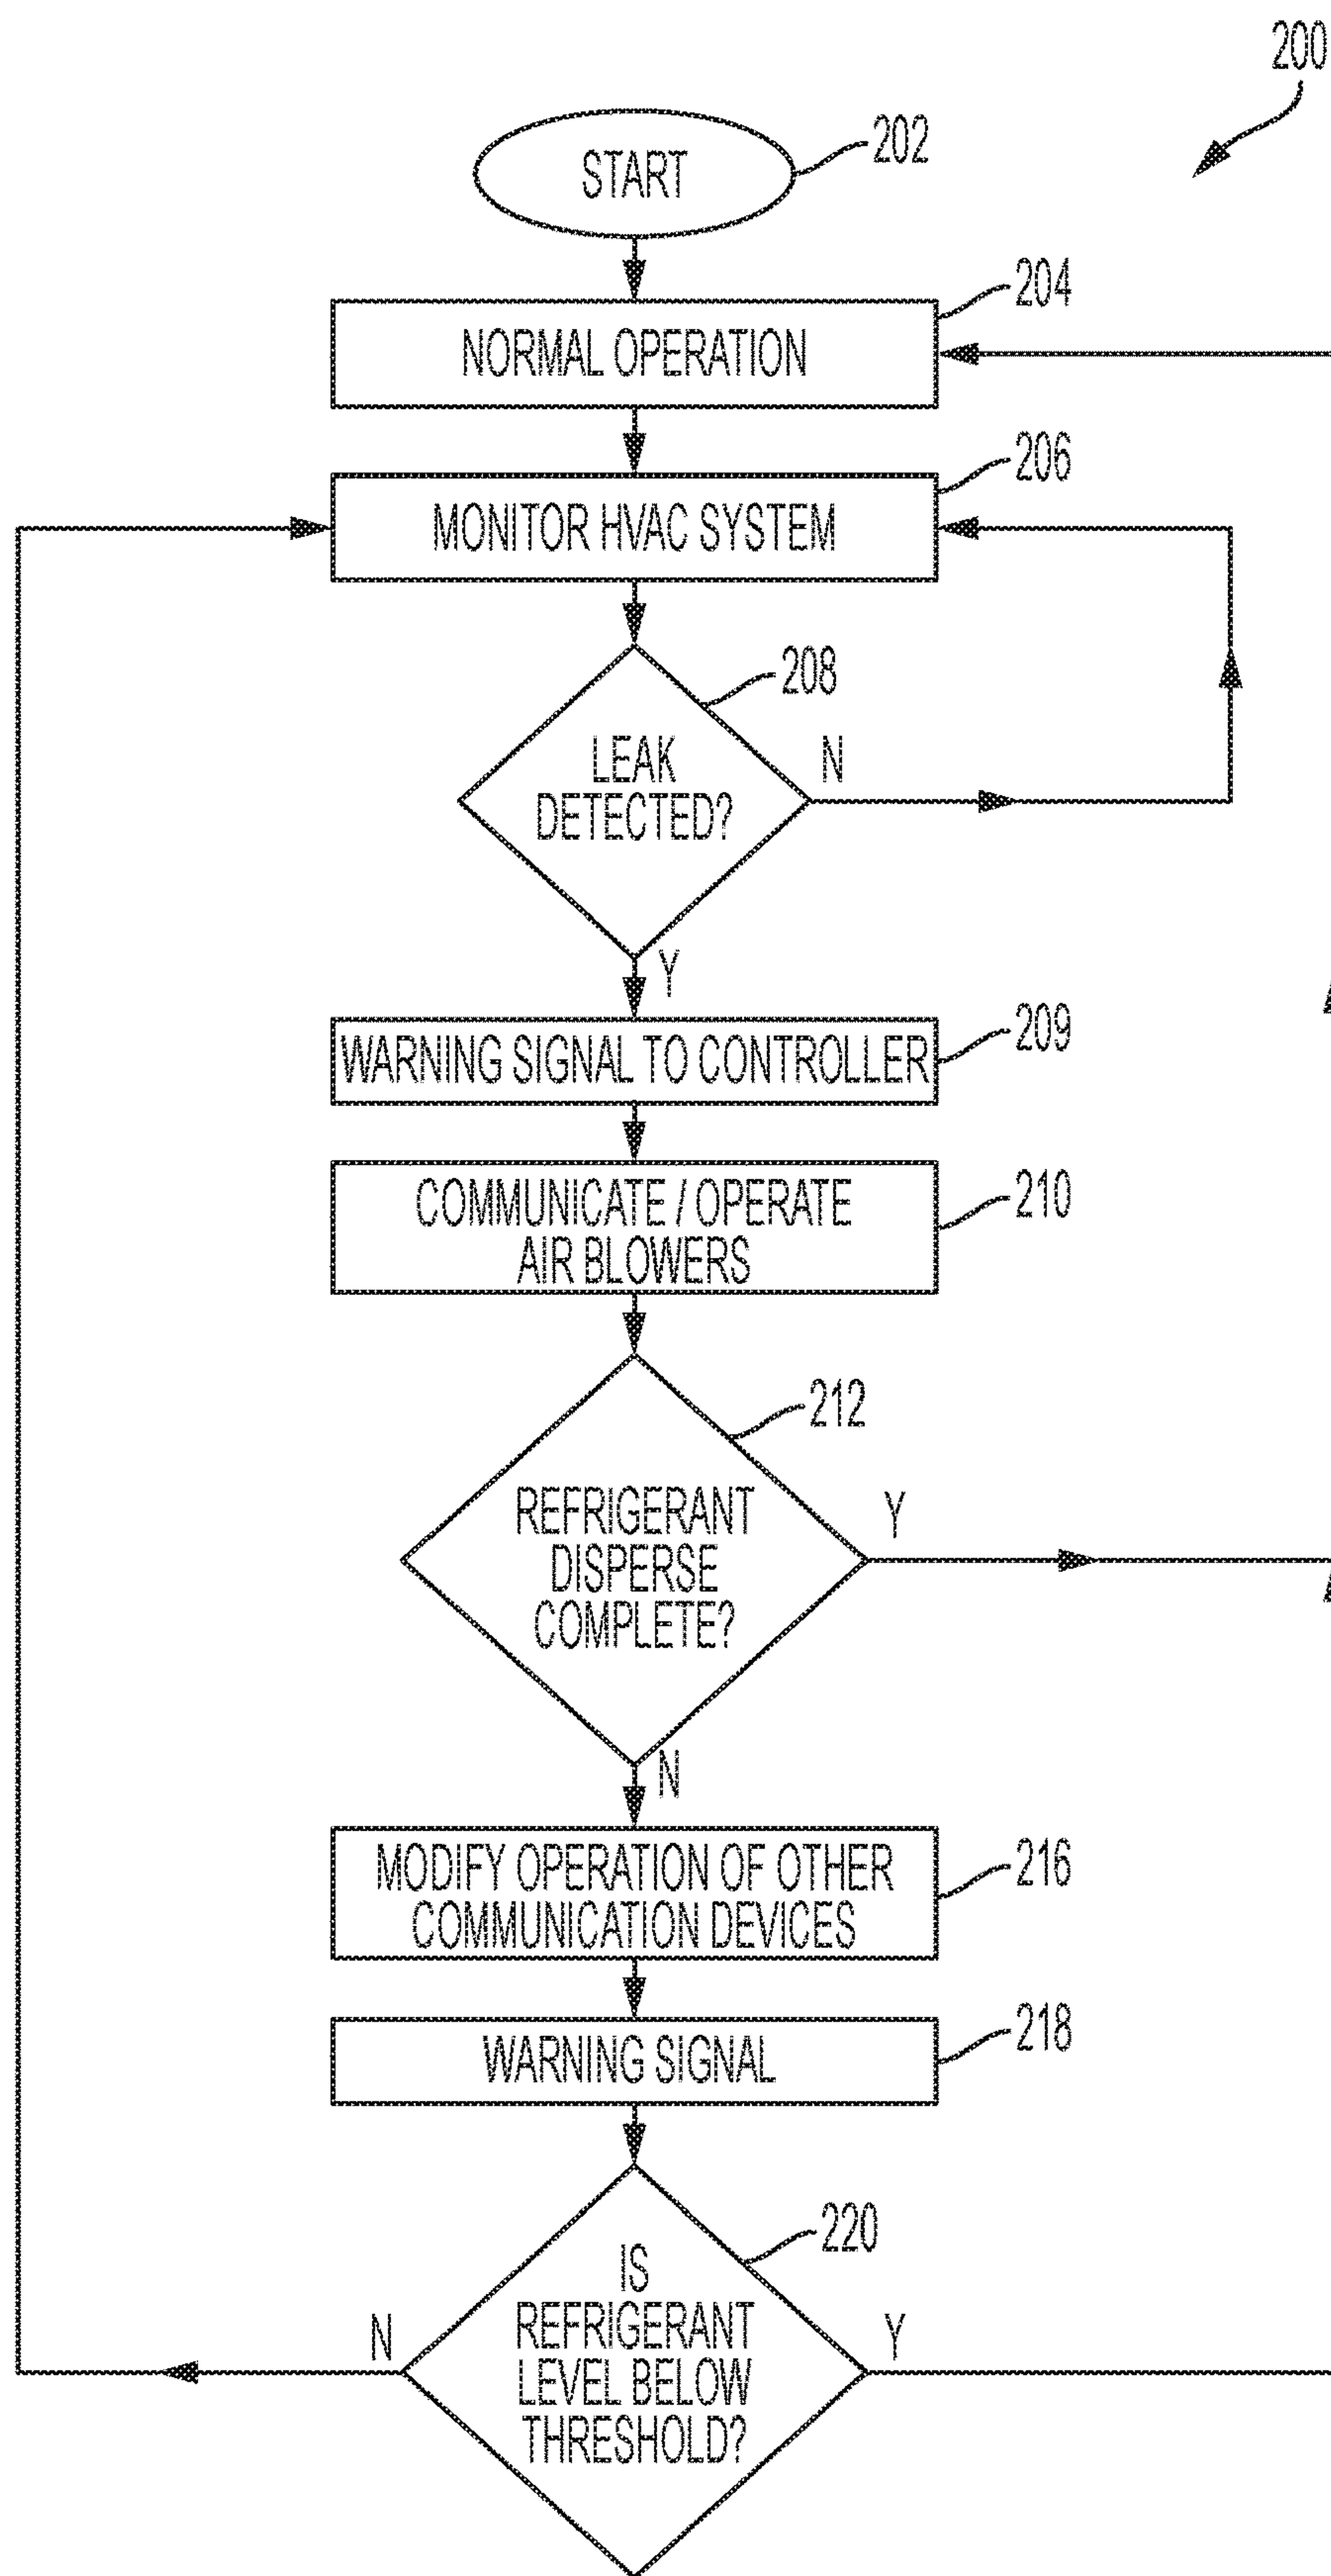 200
START
202
NORMAL OPERATION
204
MONITOR HVAC SYSTEM
206
LEAK
DETECTED?
208
N
Y
WARNING SIGNAL TO CONTROLLER
209
COMMUNICATE / OPERATE
AIR BLOWERS
210
REFRIGERANT
DISPERSE
COMPLETE?
212
Y
N
MODIFY OPERATION OF OTHER
COMMUNICATION DEVICES
216
WARNING SIGNAL
218
IS
REFRIGERANT
LEVEL BELOW
THRESHOLD?
220
N
Y